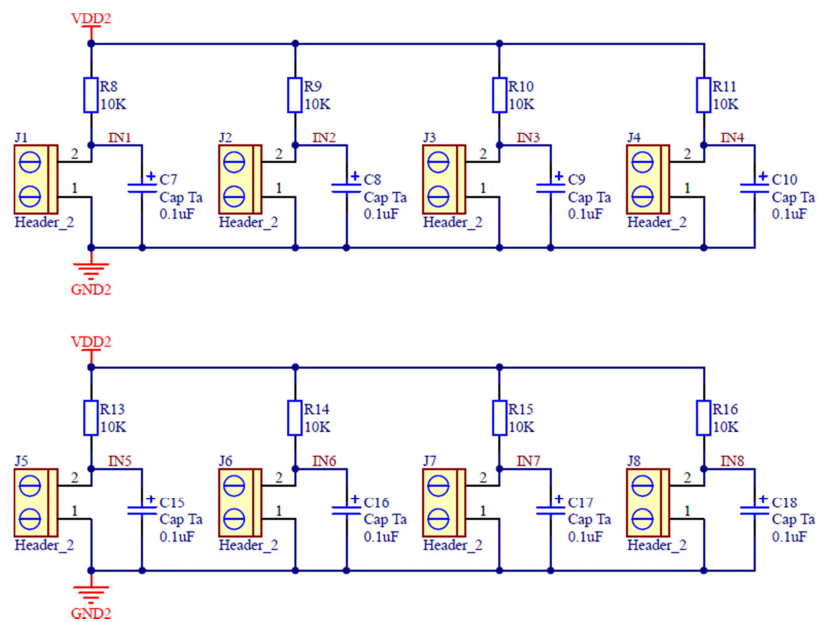 VDD2
R8
10K
R9
10K
R10
10K
R11
10K
J1
IN1
J2
IN2
J3
IN3
J4
IN4
2
1
C7
Cap Ta
0.1uF
2
1
C8
Cap Ta
0.1uF
2
1
C9
Cap Ta
0.1uF
2
1
C10
Cap Ta
0.1uF
Header_2
Header_2
Header_2
Header_2
GND2
VDD2
R13
10K
R14
10K
R15
10K
R16
10K
J5
IN5
J6
IN6
J7
IN7
J8
IN8
2
1
C15
Cap Ta
0.1uF
2
1
C16
Cap Ta
0.1uF
2
1
C17
Cap Ta
0.1uF
2
1
C18
Cap Ta
0.1uF
Header_2
Header_2
Header_2
Header_2
GND2